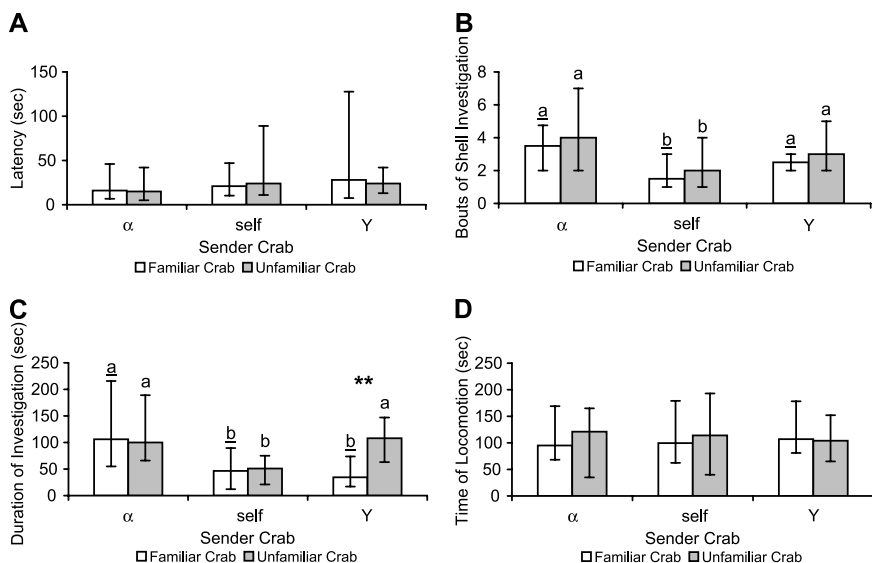 A
Latency (sec)
150
100
50
0
α self Y
Sender Crab
Familiar Crab Unfamiliar Crab
B
Bouts of Shell Investigation
8
6
4
2
0
a a b b a a
α self Y
Sender Crab
Familiar Crab Unfamiliar Crab
C
Duration of Investigation (sec)
250
200
150
100
50
0
a a b b b ** a
α self Y
Sender Crab
Familiar Crab Unfamiliar Crab
D
Time of Locomotion (sec)
250
200
150
100
50
0
α self Y
Sender Crab
Familiar Crab Unfamiliar Crab